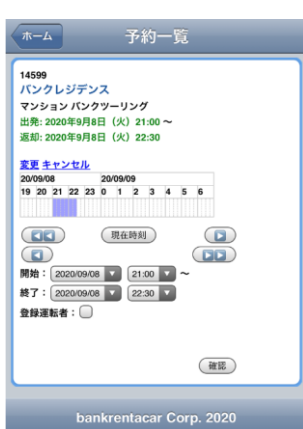 ホーム 予約一覧
14599
バンクレジデンス
マンション バンクツーリング
出発: 2020年9月8日（火）21:00 ～
返却: 2020年9月8日（火）22:30
変更 キャンセル
20/09/08 20/09/09
19 20 21 22 23 0 1 2 3 4 5 6
現在時刻
開始： 2020/09/08 21:00 ～
終了： 2020/09/08 22:30
登録運転者：
確認
bankrentacar Corp. 2020